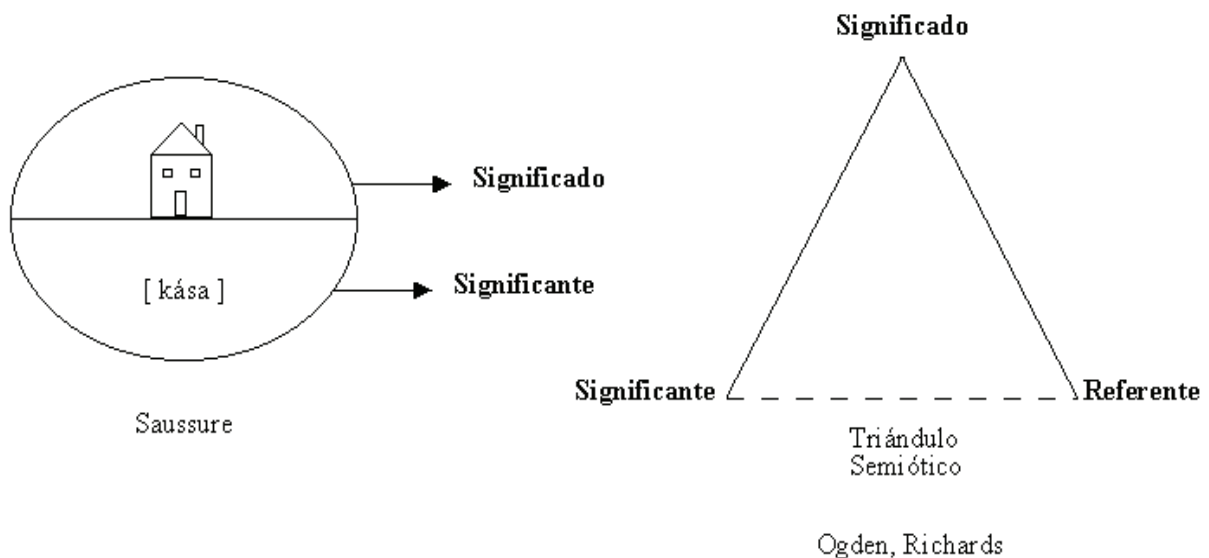 Significado
Significado
[ kása ]
Significante
Significante
Referente
Saussure
Triándulo
Semiótico
Ogden, Richards